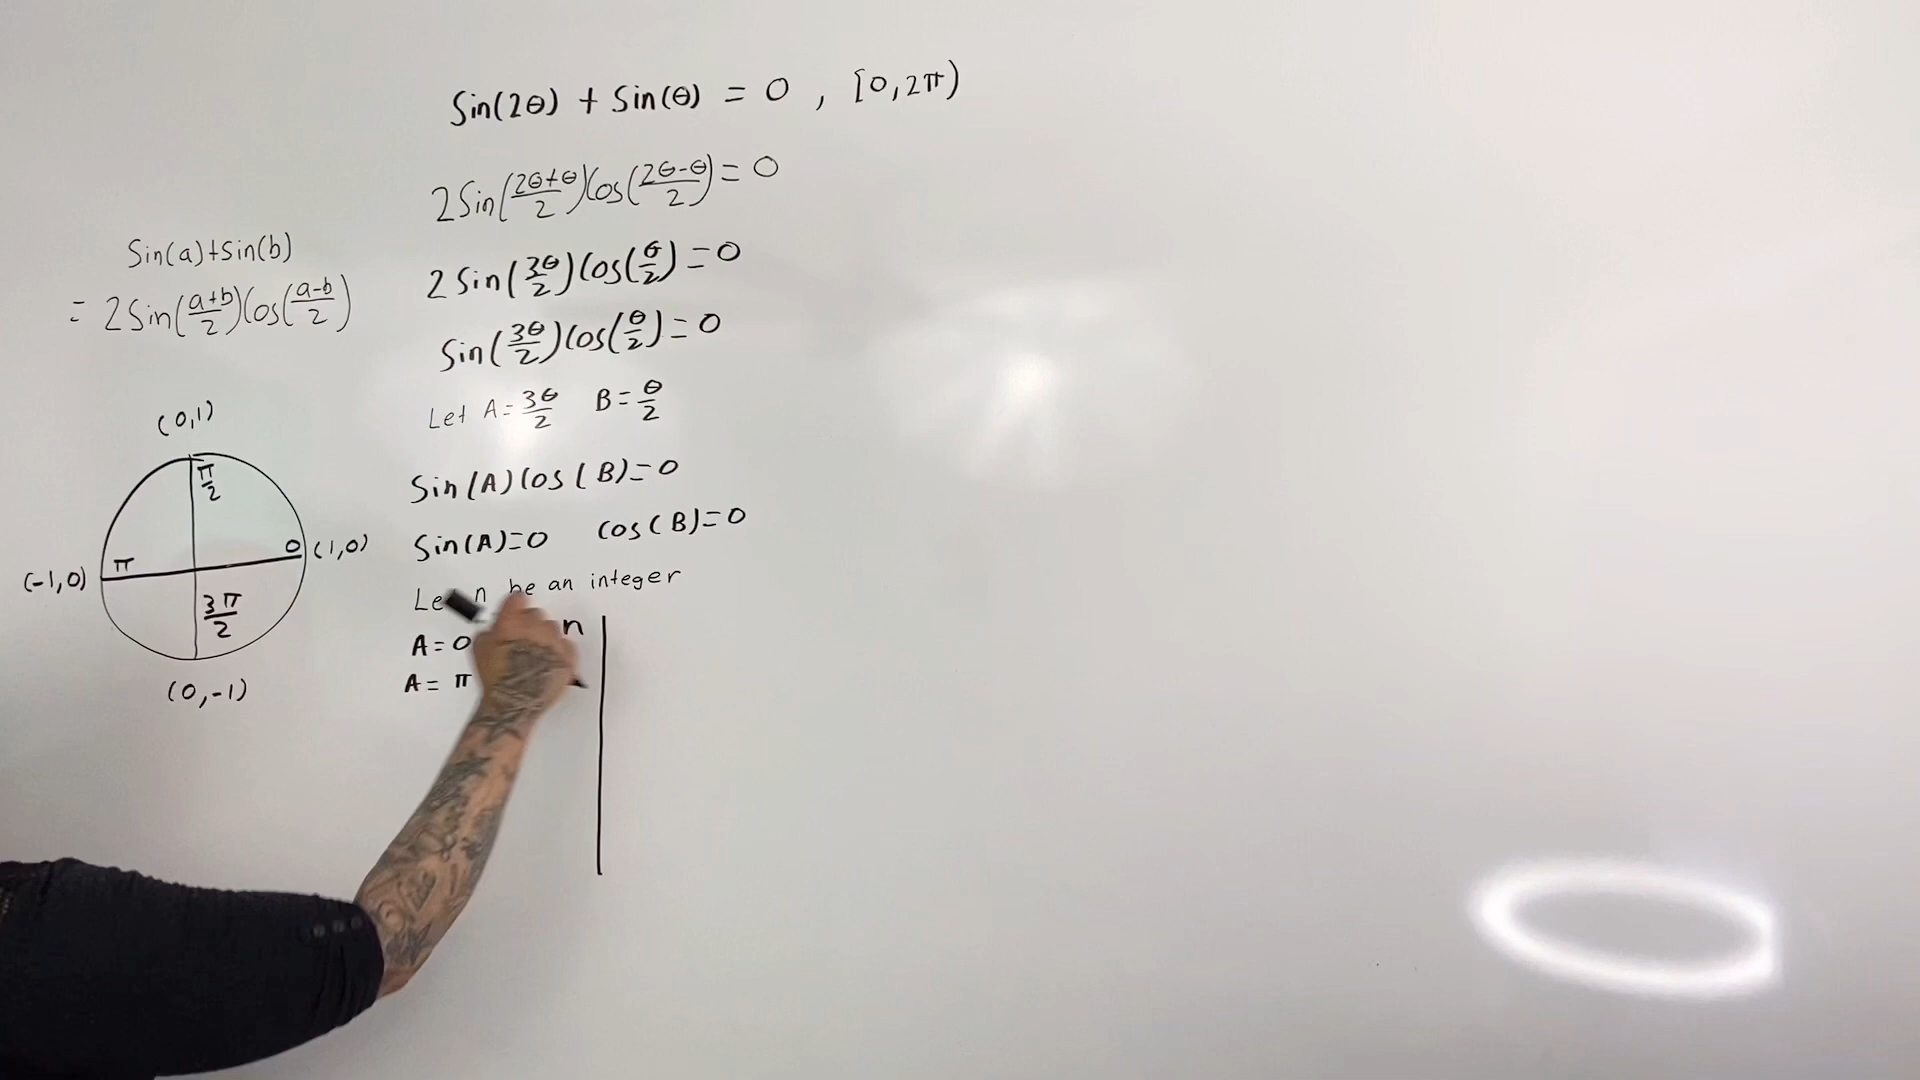 Sin(2θ) + Sin(θ) = 0 , [0,2π)
2Sin((2θ+θ)/2)Cos((2θ-θ)/2) = 0
2Sin(3θ/2)Cos(θ/2) = 0
Sin(3θ/2)Cos(θ/2) = 0
Let A = 3θ/2 B = θ/2
Sin(A)Cos(B) = 0
Sin(A) = 0 Cos(B) = 0
Let n be an integer
A = 0 n
A = π
Sin(a)+Sin(b)
= 2Sin((a+b)/2)Cos((a-b)/2)
(0,1)
π/2
π
0
(1,0)
(-1,0)
3π/2
(0,-1)